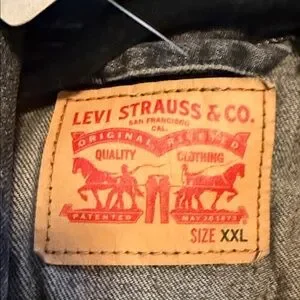 LEVI STRAUSS & CO.
SAN FRANCISCO
CAL.
ORIGINAL RIVETED
QUALITY CLOTHING
PATENTED MAY 20 1873
SIZE XXL